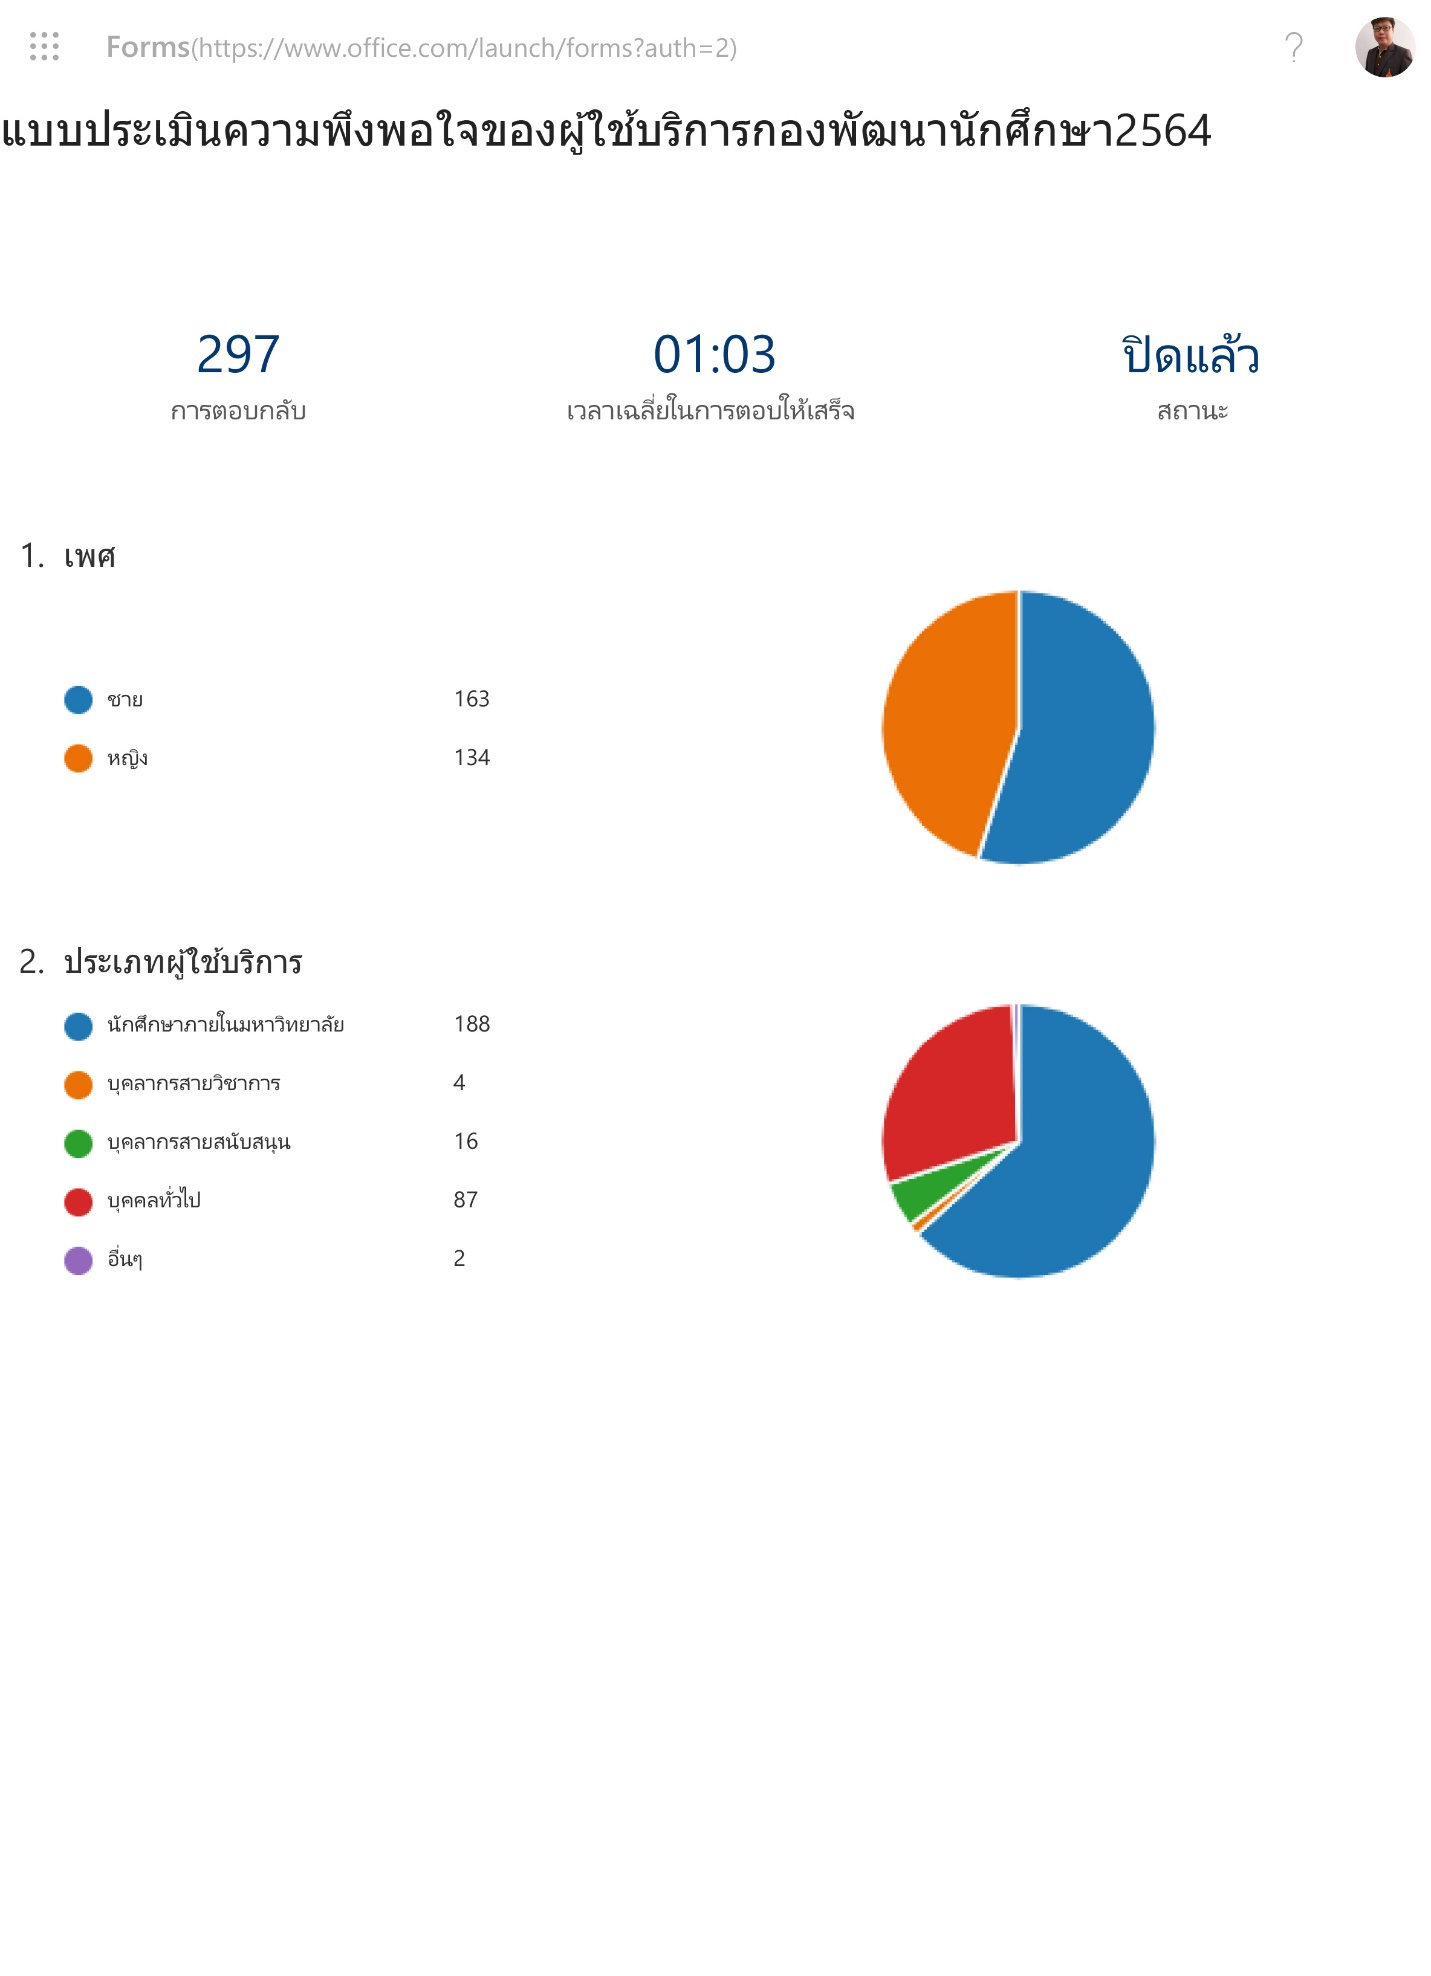 Forms(https://www.office.com/launch/forms?auth=2) ?
แบบประเมินความพึงพอใจของผู้ใช้บริการกองพัฒนานักศึกษา2564
297 01:03 ปิดแล้ว
การตอบกลับ เวลาเฉลี่ยในการตอบให้เสร็จ สถานะ
1. เพศ
ชาย 163
หญิง 134
2. ประเภทผู้ใช้บริการ
นักศึกษาภายในมหาวิทยาลัย 188
บุคลากรสายวิชาการ 4
บุคลากรสายสนับสนุน 16
บุคคลทั่วไป 87
อื่นๆ 2